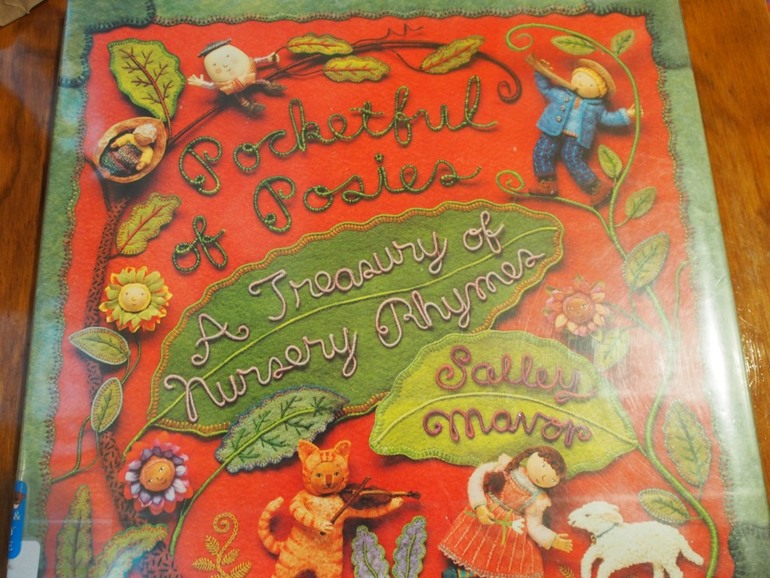 Pocketful
of Posies
A Treasury of
Nursery Rhymes
Salley
Mavor